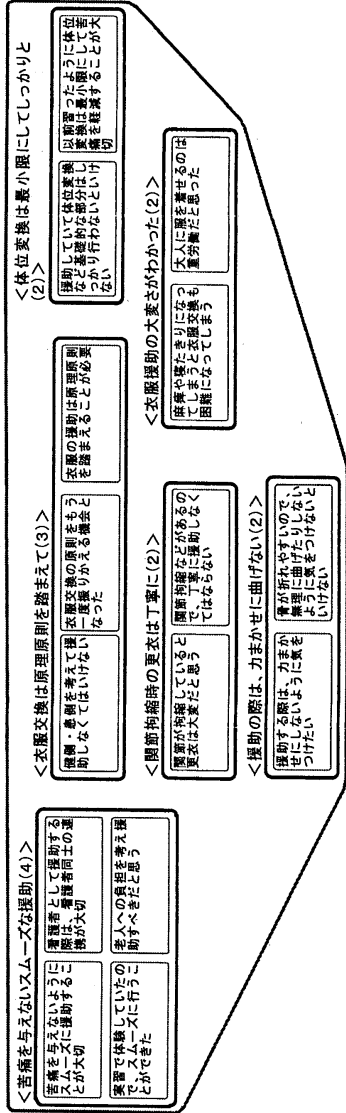 <苦痛を与えないスムーズな援助(4)>
苦痛を与えないように
スムーズに援助するこ
とが大切
看護者として援助する
際は、看護者同士の連
携が大切
実習で体験していたの
で、スムーズに行うこ
とができた
老人への負担を考え援
助すべきだと思う
<衣服交換は原理原則を踏まえて(3)>
健側・患側を考えて援
助しなくてはいけない
衣服交換の原則をもう
一度振りかえる機会と
なった
衣服の援助は原理原則
を踏まえることが必要
<体位変換は最小限にしてしっかりと
(2)>
援助していて体位変換
など基礎的な部分はし
っかり行わないといけ
ない
以前習ったように体位
変換は最小限にして苦
痛を軽減することが大
切
<関節拘縮時の更衣は丁寧に(2)>
関節が拘縮していると
更衣は大変だと思う
関節拘縮などがあるの
で、丁寧に援助しなく
てはならない
<衣服援助の大変さがわかった(2)>
麻痺や寝たきりになっ
てしまうと衣服交換も
困難になってしまう
大人に服を着せるのは
重労働だと思った
<援助の際は、力まかせに曲げない(2)>
援助する際は、力まか
せにしないように気を
つけたい
骨が折れやすいので、
無理に曲げたりしない
ように気をつけないと
いけない